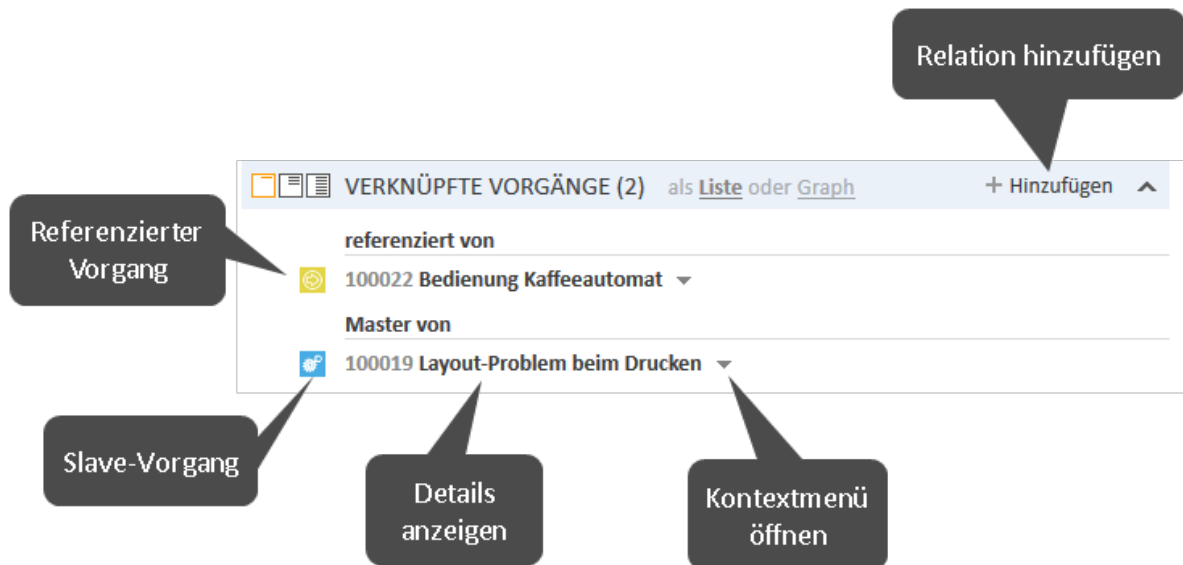 Relation hinzufügen
VERKNÜPFTE VORGÄNGE (2) als Liste oder Graph + Hinzufügen
Referenzierter
Vorgang
referenziert von
100022 Bedienung Kaffeeautomat
Master von
100019 Layout-Problem beim Drucken
Slave-Vorgang
Details
anzeigen
Kontextmenü
öffnen